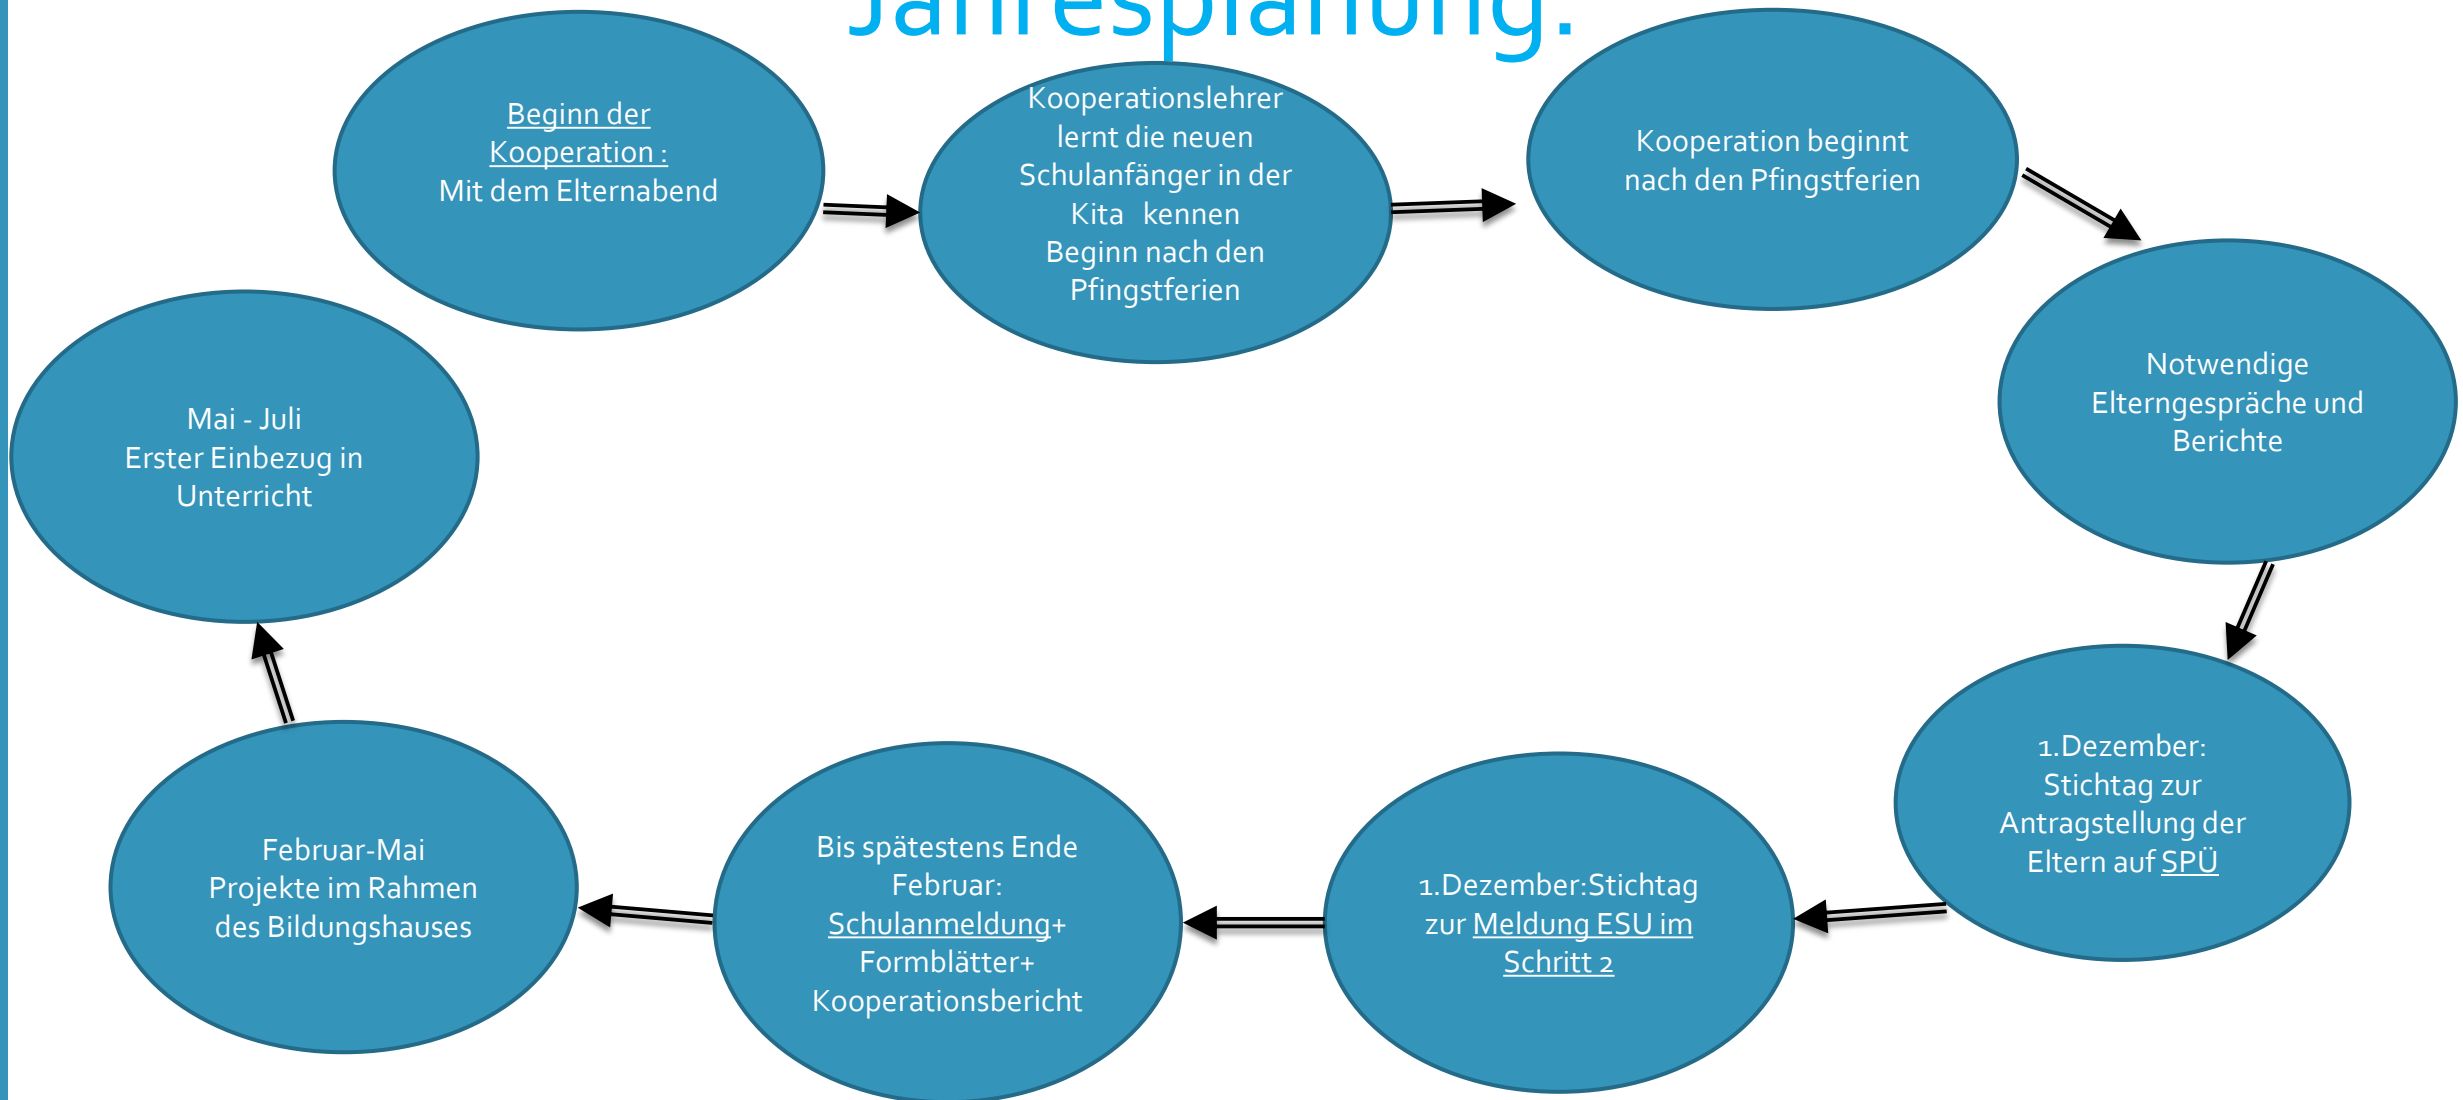 Jahresplanung:
Beginn der
Kooperation :
Mit dem Elternabend
Kooperationslehrer
lernt die neuen
Schulanfänger in der
Kita kennen
Beginn nach den
Pfingstferien
Kooperation beginnt
nach den Pfingstferien
Notwendige
Elterngespräche und
Berichte
1.Dezember:
Stichtag zur
Antragstellung der
Eltern auf SPÜ
1.Dezember:Stichtag
zur Meldung ESU im
Schritt 2
Bis spätestens Ende
Februar:
Schulanmeldung+
Formblätter+
Kooperationsbericht
Februar-Mai
Projekte im Rahmen
des Bildungshauses
Mai - Juli
Erster Einbezug in
Unterricht